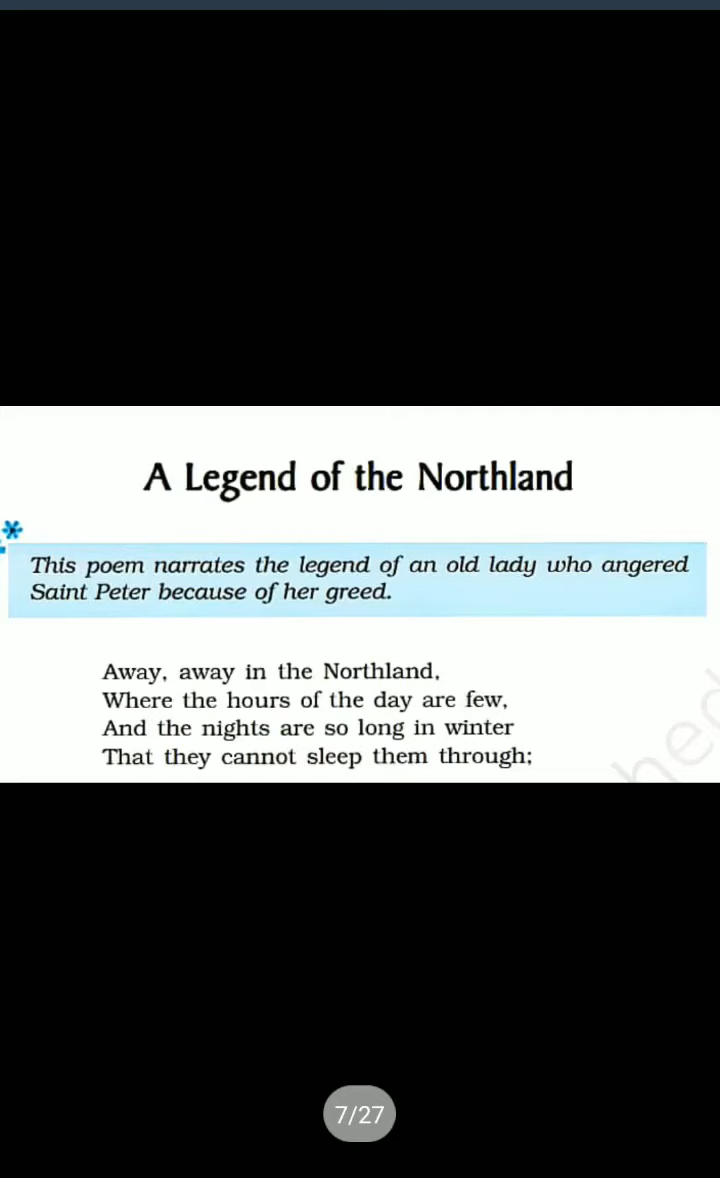 A Legend of the Northland
This poem narrates the legend of an old lady who angered
Saint Peter because of her greed.
Away, away in the Northland,
Where the hours of the day are few,
And the nights are so long in winter
That they cannot sleep them through;
7/27